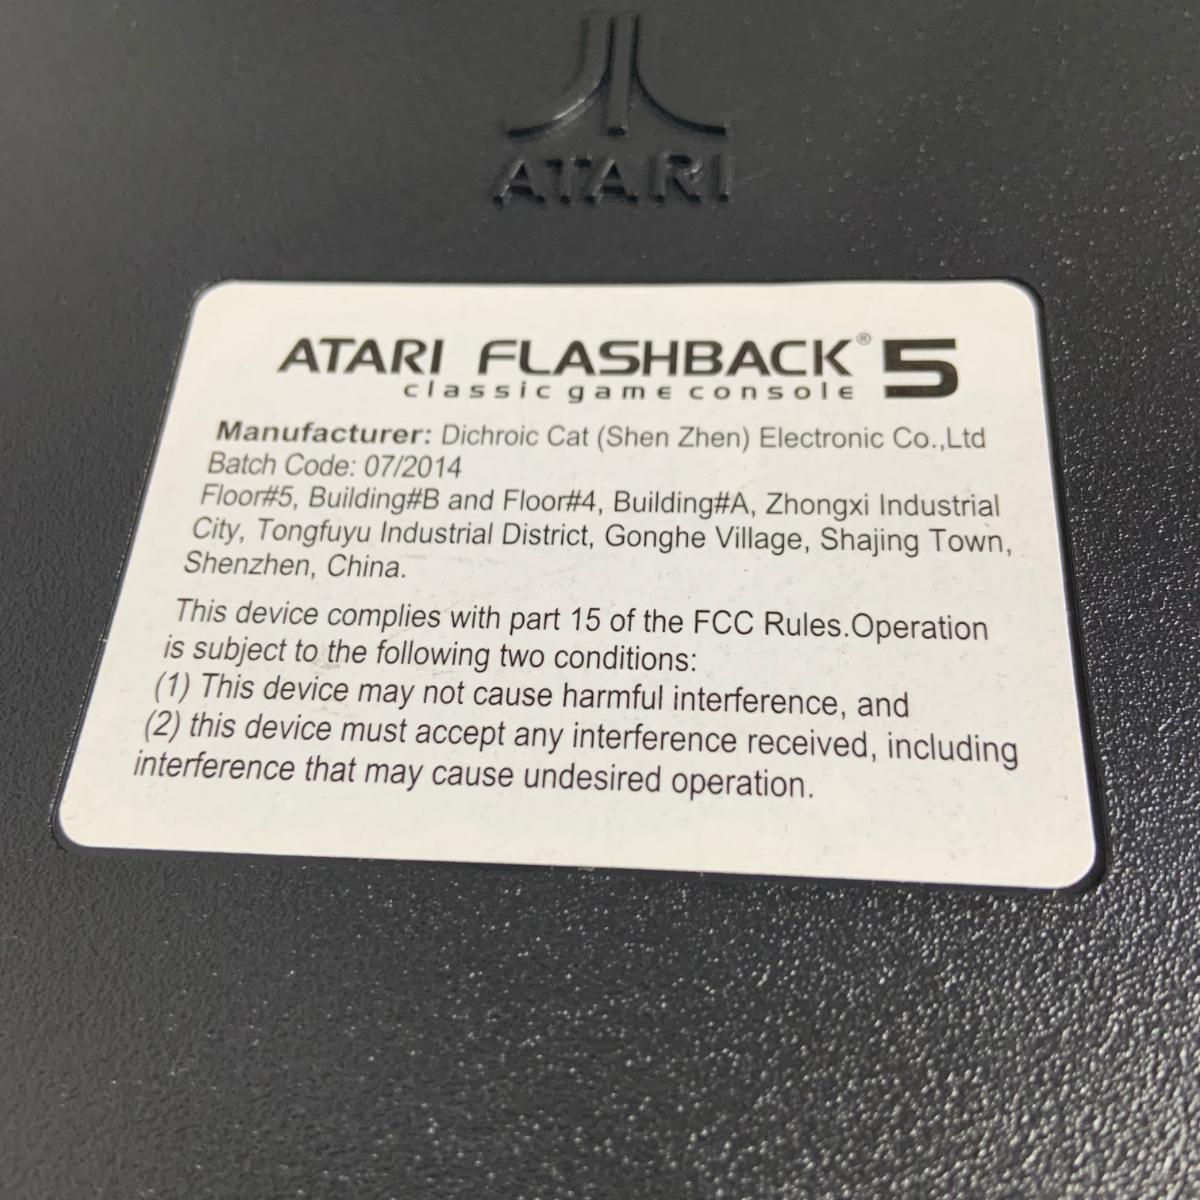 ATARI
ATARI FLASHBACK® 5
classic game console
Manufacturer: Dichroic Cat (Shen Zhen) Electronic Co.,Ltd
Batch Code: 07/2014
Floor#5, Building#B and Floor#4, Building#A, Zhongxi Industrial
City, Tongfuyu Industrial District, Gonghe Village, Shajing Town,
Shenzhen, China.
This device complies with part 15 of the FCC Rules.Operation
is subject to the following two conditions:
(1) This device may not cause harmful interference, and
(2) this device must accept any interference received, including
interference that may cause undesired operation.